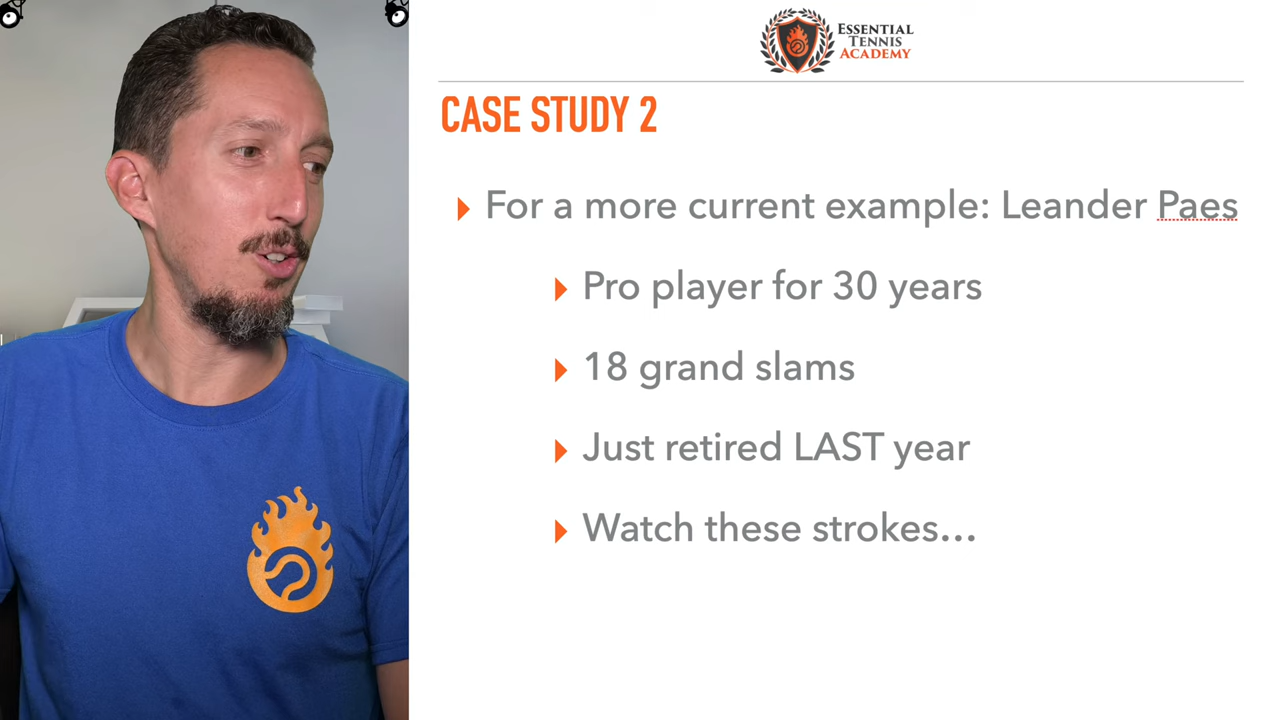 ESSENTIAL
TENNIS
ACADEMY
CASE STUDY 2
For a more current example: Leander Paes
Pro player for 30 years
18 grand slams
Just retired LAST year
Watch these strokes...